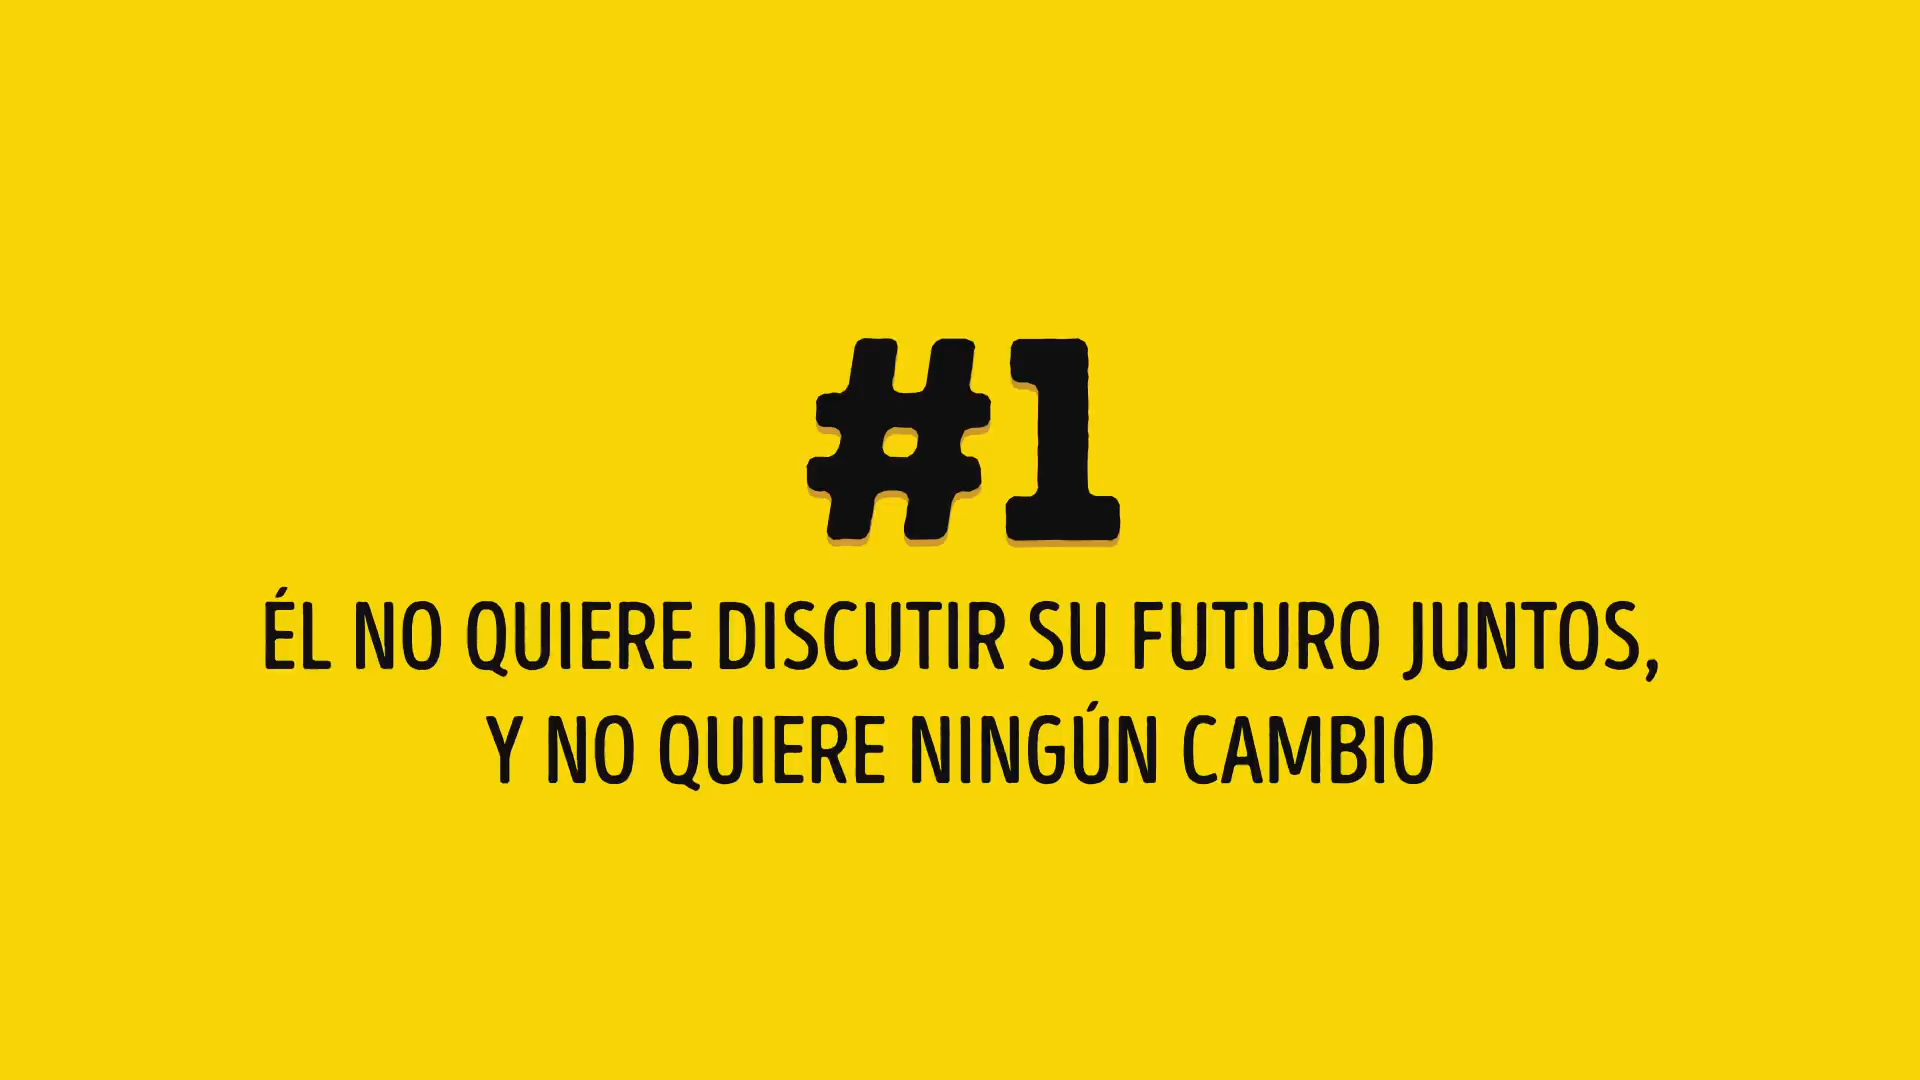 #1
ÉL NO QUIERE DISCUTIR SU FUTURO JUNTOS,
Y NO QUIERE NINGÚN CAMBIO